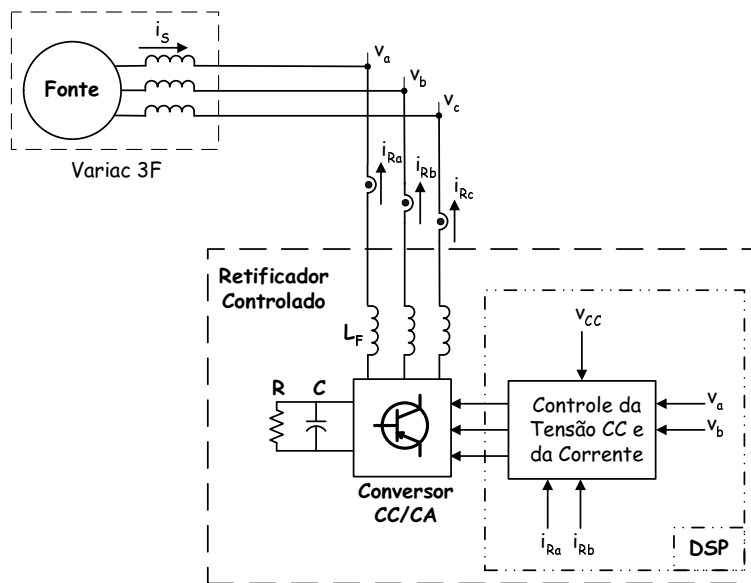 i_S
Fonte
Variac 3F
v_a
v_b
v_c
i_Ra
i_Rb
i_Rc
Retificador
Controlado
L_F
R
C
Conversor
CC/CA
v_CC
Controle da
Tensão CC e
da Corrente
v_a
v_b
i_Ra
i_Rb
DSP